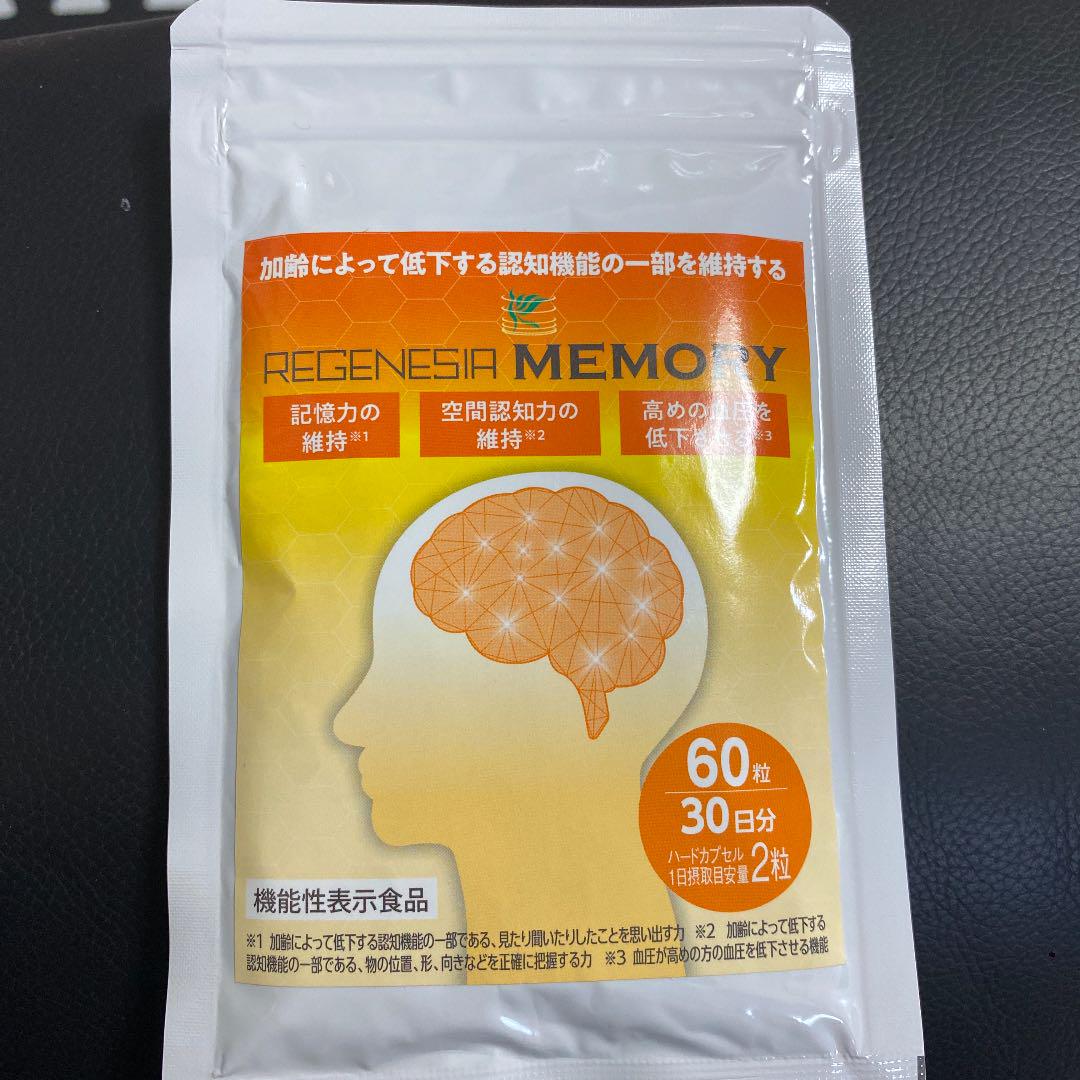 加齢によって低下する認知機能の一部を維持する
REGENESIA MEMORY
記憶力の
維持※1
空間認知力の
維持※2
高めの血圧を
低下させる※3
60粒
30日分
ハードカプセル
1日摂取目安量2粒
機能性表示食品
※1 加齢によって低下する認知機能の一部である、見たり聞いたりしたことを思い出す力 ※2 加齢によって低下する
認知機能の一部である、物の位置、形、向きなどを正確に把握する力 ※3 血圧が高めの方の血圧を低下させる機能